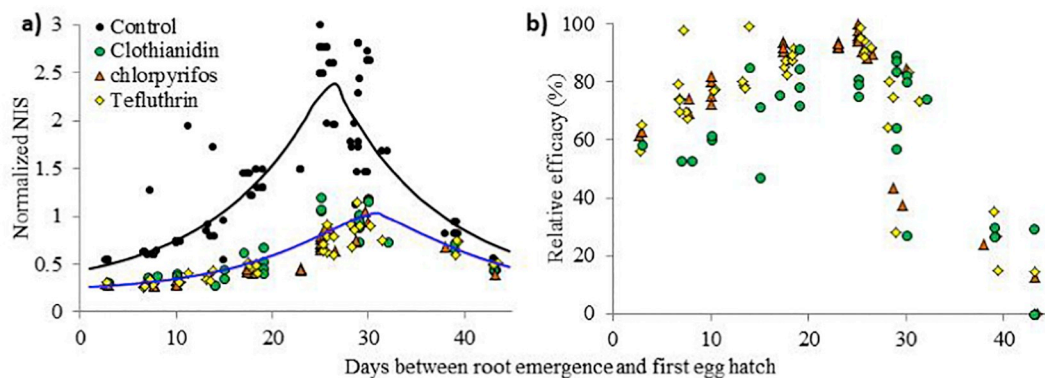 a)
Normalized NIS
3
2.5
2
1.5
1
0.5
0
Control
Clothianidin
chlorpyrifos
Tefluthrin
0 10 20 30 40
b)
Relative efficacy (%)
100
80
60
40
20
0
0 10 20 30 40
Days between root emergence and first egg hatch